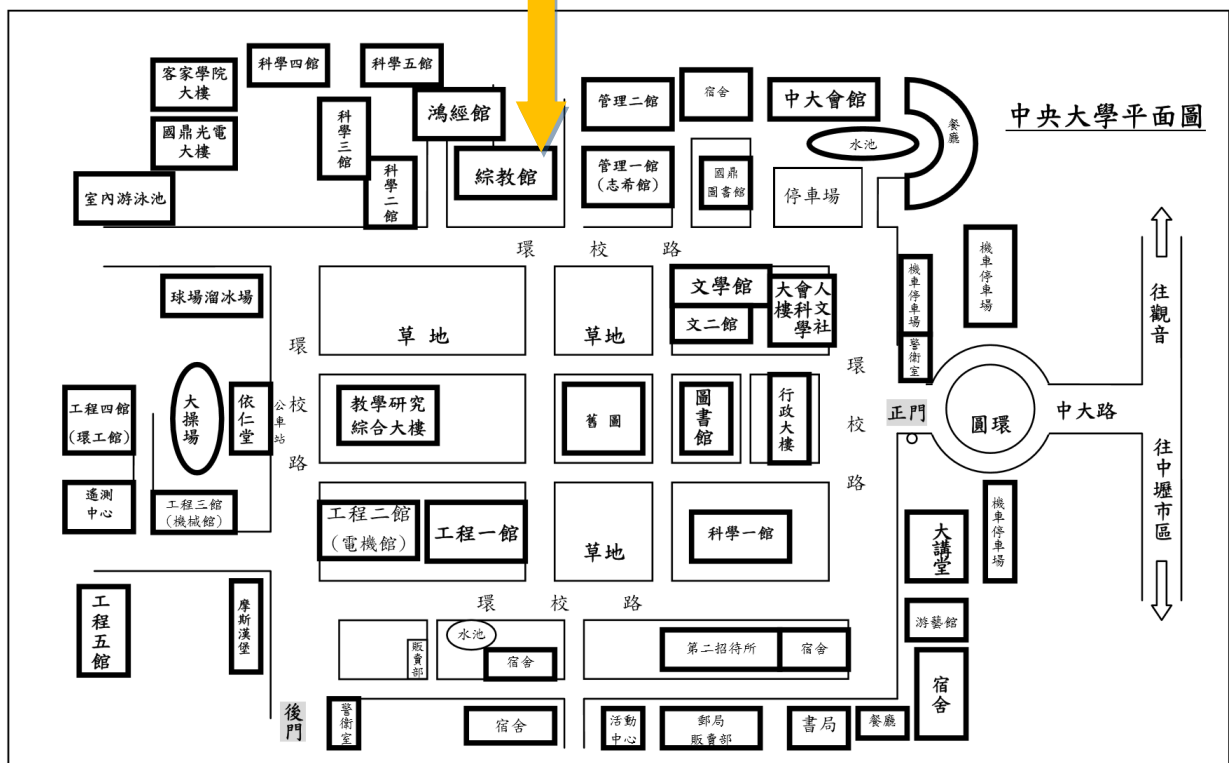 中央大學平面圖
客家學院
大樓
科學四館
科學五館
國鼎光電
大樓
科學三館
鴻經館
科學二館
綜教館
室內游泳池
管理二館
宿舍
中大會館
餐廳
水池
管理一館
(志希館)
國鼎
圖書館
停車場
環校路
球場溜冰場
草地
草地
文學館
文二館
人文社
會科學
大樓
機車停車場
機車停車場
警衛室
往觀音
環校路
大操場
依仁堂
公車站
工程四館
(環工館)
教學研究
綜合大樓
舊圖
圖書館
行政大樓
環校路
正門
圓環
中大路
往中壢市區
遙測
中心
工程三館
(機械館)
工程二館
(電機館)
工程一館
草地
科學一館
大講堂
機車停車場
環校路
工程五館
摩斯漢堡
販賣部
水池
宿舍
第二招待所
宿舍
游藝館
宿舍
後門
警衛室
宿舍
活動
中心
郵局
販賣部
書局
餐廳